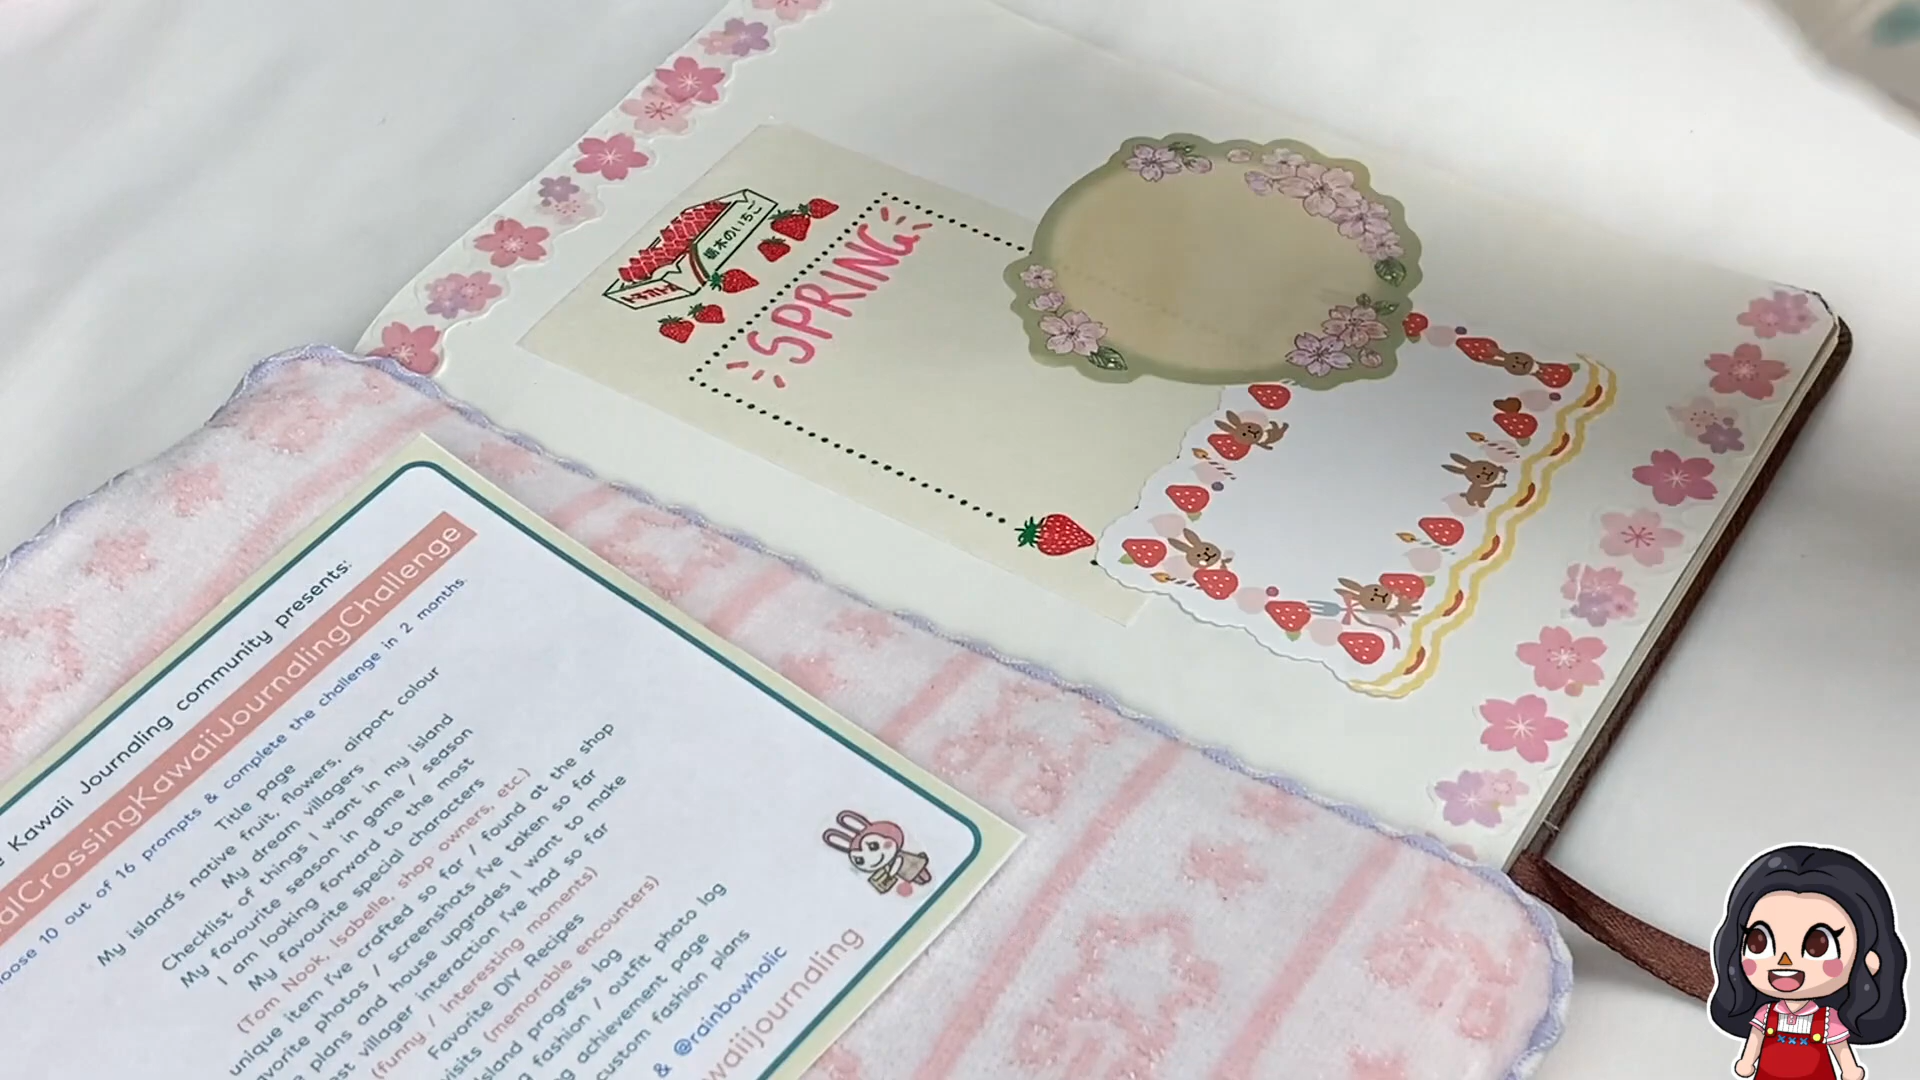 栃木のいちご
SPRING
Kawaii Journaling community presents:
alCrossingKawaiiJournalingChallenge
oose 10 out of 16 prompts & complete the challenge in 2 months.
Title page
My island's native fruit, flowers, airport colour
My dream villagers
Checklist of things I want in my island
My favourite season in game / season
I am looking forward to the most
My favourite special characters
(Tom Nook, Isabelle, shop owners, etc.)
unique item I've crafted so far / found at the shop
avorite photos / screenshots I've taken so far
plans and house upgrades I want to make
est villager interaction I've had so far
(funny / interesting moments)
Favorite DIY Recipes
visits (memorable encounters)
sland progress log
fashion / outfit photo log
achievement page
custom fashion plans
& @rainbowholic
waiijournaling